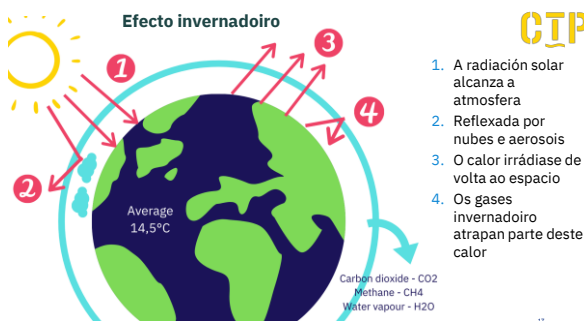 Efecto invernadoiro
CTP
1
2
3
4
1. A radiación solar
alcanza a
atmosfera
2. Reflexada por
nubes e aerosois
3. O calor irrádiase de
volta ao espacio
4. Os gases
invernadoiro
atrapan parte deste
calor
Average
14,5ºC
Carbon dioxide - CO2
Methane - CH4
Water vapour - H2O